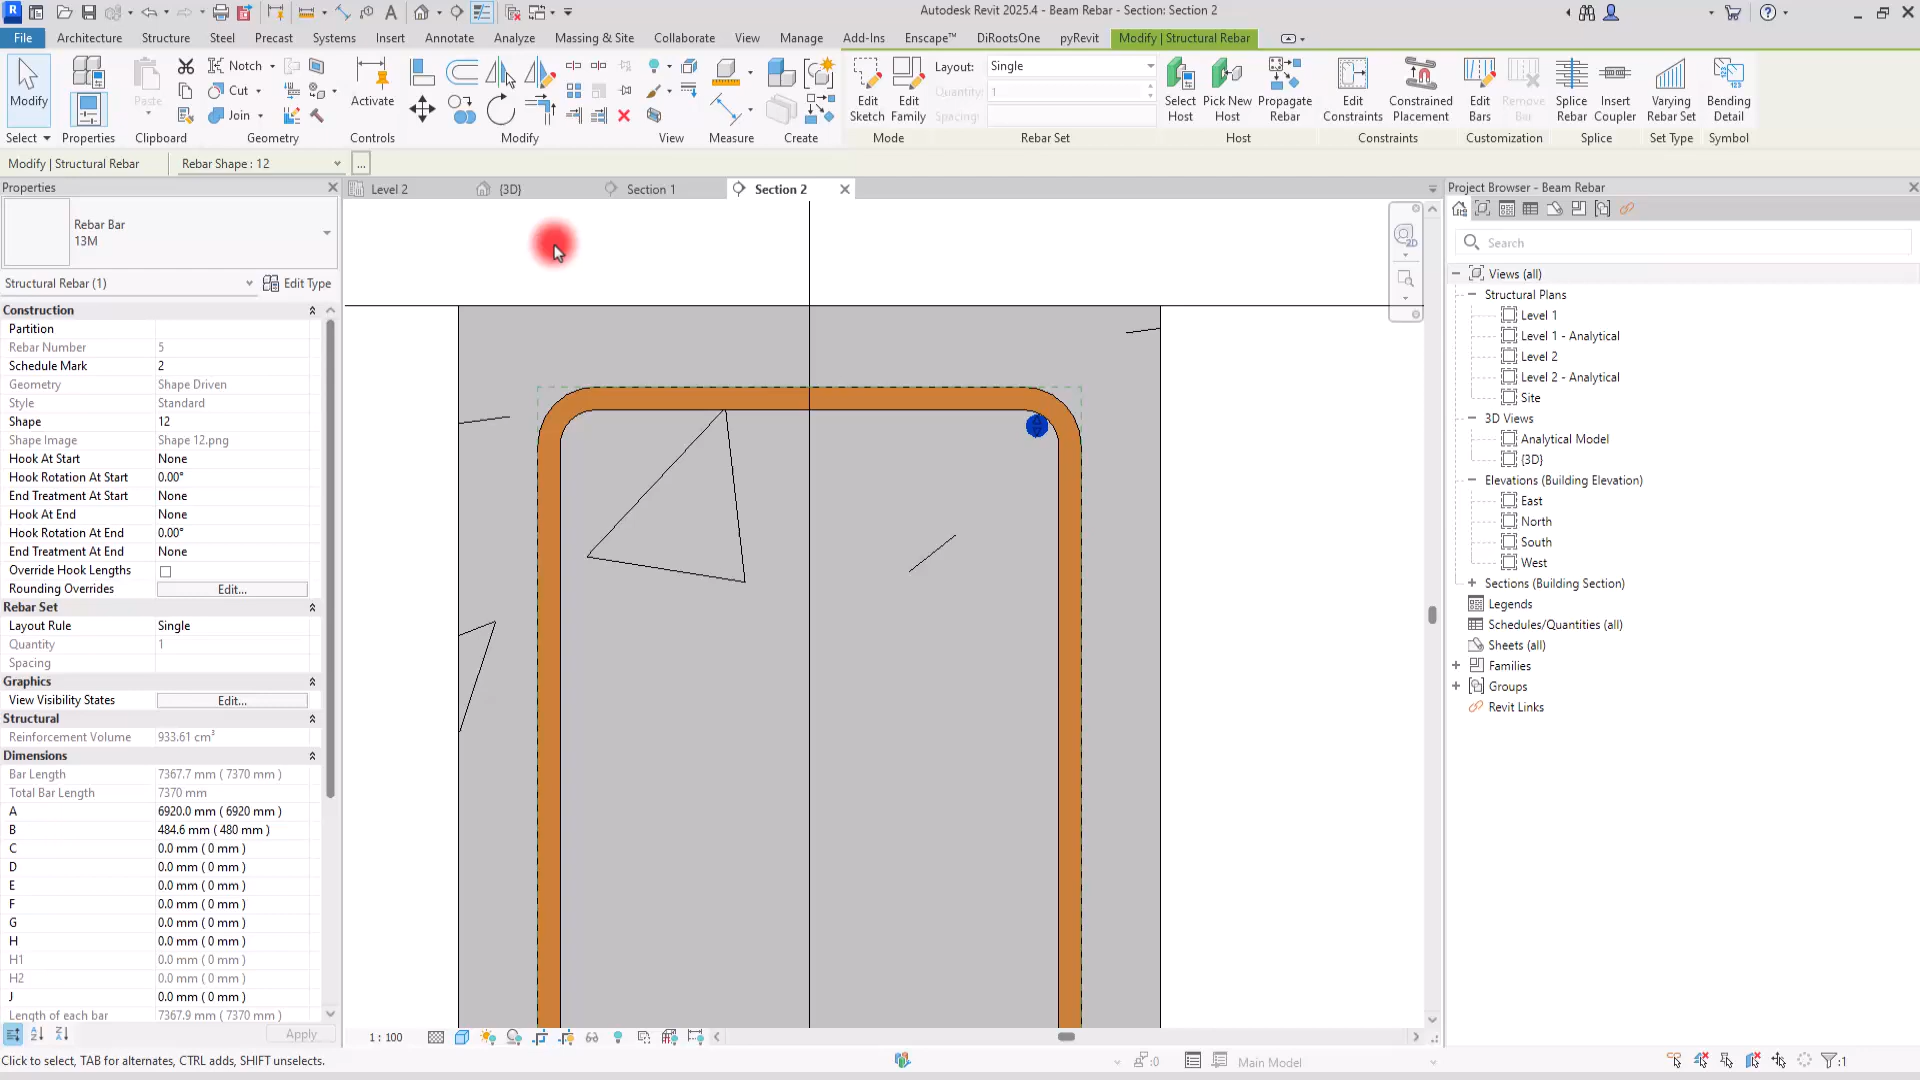 Autodesk Revit 2025.4 - Beam Rebar - Section: Section 2
File Architecture Structure Steel Precast Systems Insert Annotate Analyze Massing & Site Collaborate View Manage Add-Ins Enscape™ DiRootsOne pyRevit Modify | Structural Rebar
Modify
Paste
Notch
Cut
Join
Activate
Edit Sketch
Edit Family
Layout: Single
Quantity: 1
Spacing:
Select Host
Pick New Host
Propagate Rebar
Edit Constraints
Constrained Placement
Edit Bars
Remove Bar
Splice Rebar
Insert Coupler
Varying Rebar Set
Bending Detail
Select Properties Clipboard Geometry Controls Modify View Measure Create Mode Rebar Set Host Constraints Customization Splice Set Type Symbol
Modify | Structural Rebar Rebar Shape : 12 ...
Properties
Level 2 {3D} Section 1 Section 2
Rebar Bar
13M
Structural Rebar (1) Edit Type
Construction
Partition
Rebar Number 5
Schedule Mark 2
Geometry Shape Driven
Style Standard
Shape 12
Shape Image Shape 12.png
Hook At Start None
Hook Rotation At Start 0.00°
End Treatment At Start None
Hook At End None
Hook Rotation At End 0.00°
End Treatment At End None
Override Hook Lengths
Rounding Overrides Edit...
Rebar Set
Layout Rule Single
Quantity 1
Spacing
Graphics
View Visibility States Edit...
Structural
Reinforcement Volume 933.61 cm³
Dimensions
Bar Length 7367.7 mm ( 7370 mm )
Total Bar Length 7370 mm
A 6920.0 mm ( 6920 mm )
B 484.6 mm ( 480 mm )
C 0.0 mm ( 0 mm )
D 0.0 mm ( 0 mm )
E 0.0 mm ( 0 mm )
F 0.0 mm ( 0 mm )
G 0.0 mm ( 0 mm )
H 0.0 mm ( 0 mm )
H1 0.0 mm ( 0 mm )
H2 0.0 mm ( 0 mm )
J 0.0 mm ( 0 mm )
Length of each bar 7367.9 mm ( 7370 mm )
Apply
2D
Project Browser - Beam Rebar
Search
Views (all)
Structural Plans
Level 1
Level 1 - Analytical
Level 2
Level 2 - Analytical
Site
3D Views
Analytical Model
{3D}
Elevations (Building Elevation)
East
North
South
West
Sections (Building Section)
Legends
Schedules/Quantities (all)
Sheets (all)
Families
Groups
Revit Links
1 : 100
Click to select, TAB for alternates, CTRL adds, SHIFT unselects.
:0
Main Model
:1